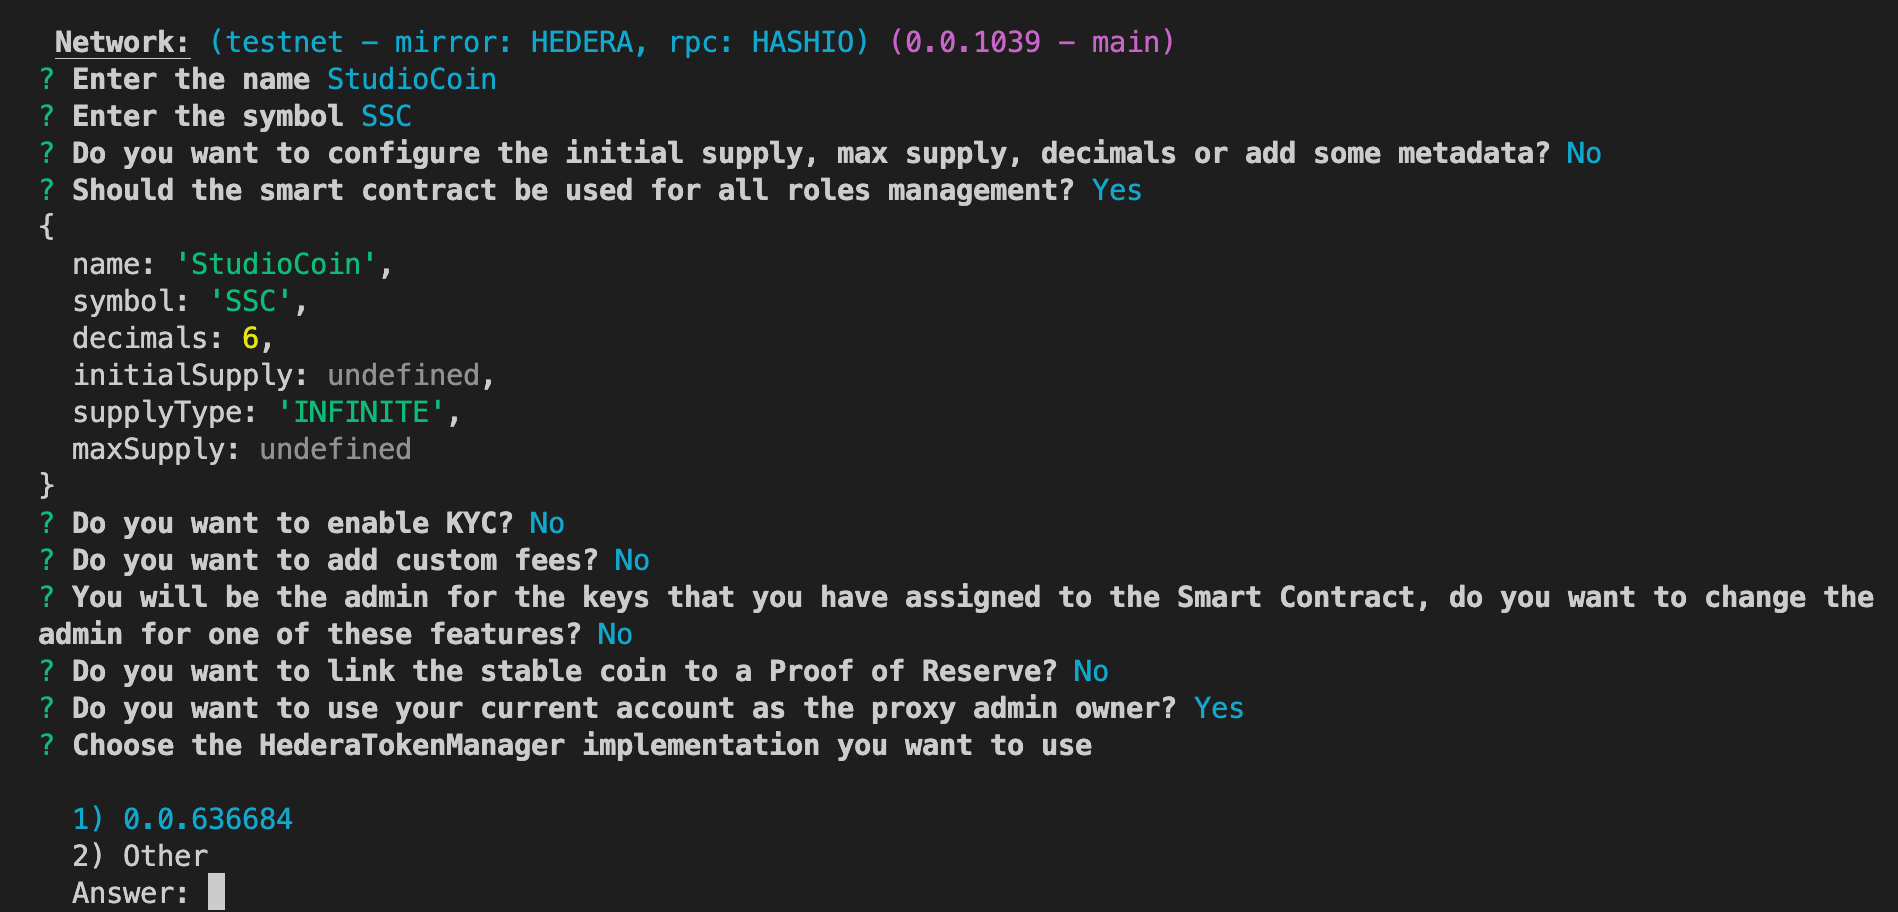 Network: (testnet – mirror: HEDERA, rpc: HASHIO) (0.0.1039 – main)
? Enter the name StudioCoin
? Enter the symbol SSC
? Do you want to configure the initial supply, max supply, decimals or add some metadata? No
? Should the smart contract be used for all roles management? Yes
{
  name: 'StudioCoin',
  symbol: 'SSC',
  decimals: 6,
  initialSupply: undefined,
  supplyType: 'INFINITE',
  maxSupply: undefined
}
? Do you want to enable KYC? No
? Do you want to add custom fees? No
? You will be the admin for the keys that you have assigned to the Smart Contract, do you want to change the
admin for one of these features? No
? Do you want to link the stable coin to a Proof of Reserve? No
? Do you want to use your current account as the proxy admin owner? Yes
? Choose the HederaTokenManager implementation you want to use
  1) 0.0.636684
  2) Other
  Answer: